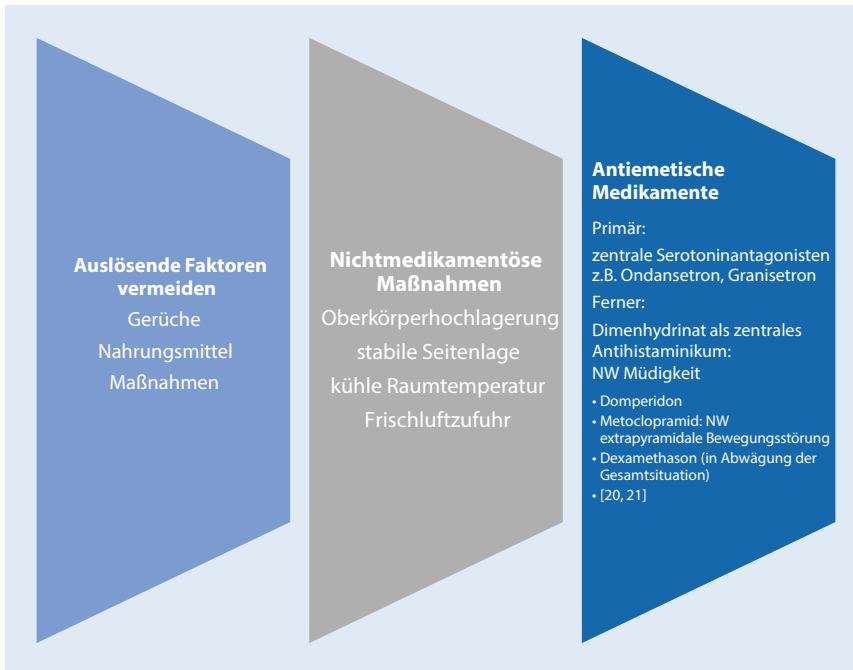 Auslösende Faktoren
vermeiden
Gerüche
Nahrungsmittel
Maßnahmen
Nichtmedikamentöse
Maßnahmen
Oberkörperhochlagerung
stabile Seitenlage
kühle Raumtemperatur
Frischluftzufuhr
Antiemetische
Medikamente
Primär:
zentrale Serotoninantagonisten
z.B. Ondansetron, Granisetron
Ferner:
Dimenhydrinat als zentrales
Antihistaminikum:
NW Müdigkeit
• Domperidon
• Metoclopramid: NW
extrapyramidale Bewegungsstörung
• Dexamethason (in Abwägung der
Gesamtsituation)
• [20, 21]